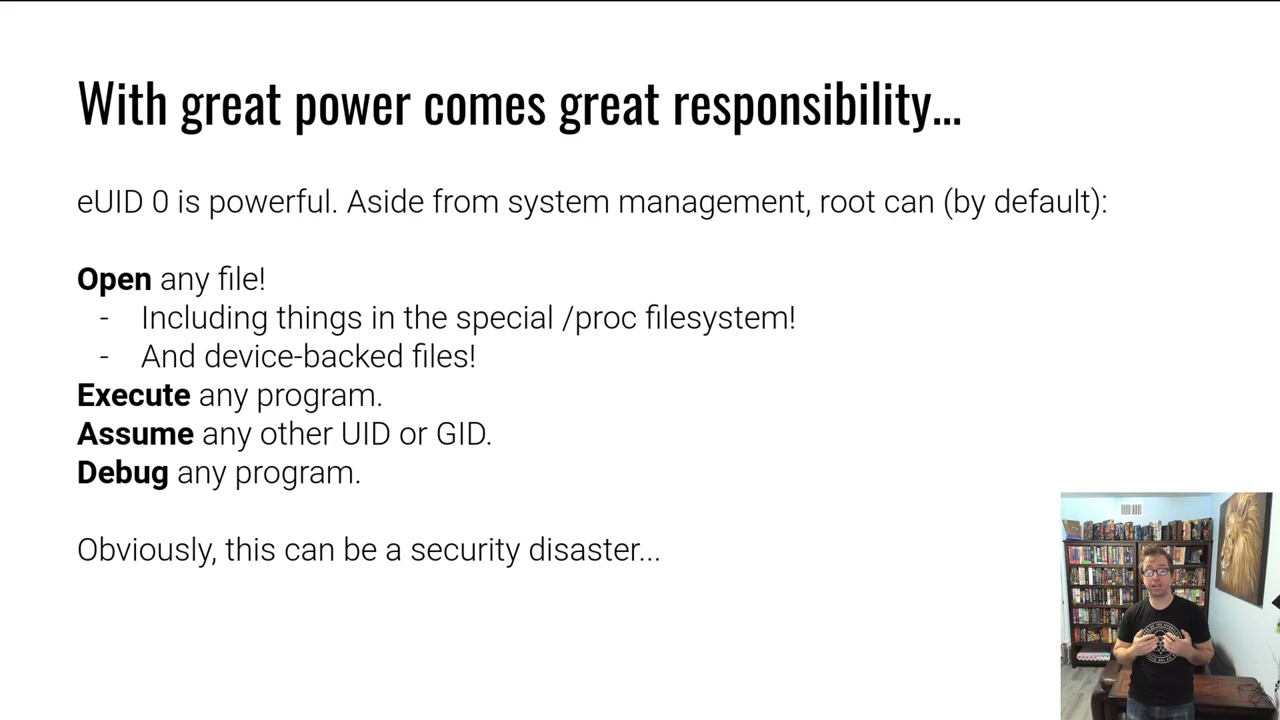 With great power comes great responsibility...
eUID 0 is powerful. Aside from system management, root can (by default):
Open any file!
- Including things in the special /proc filesystem!
- And device-backed files!
Execute any program.
Assume any other UID or GID.
Debug any program.
Obviously, this can be a security disaster...